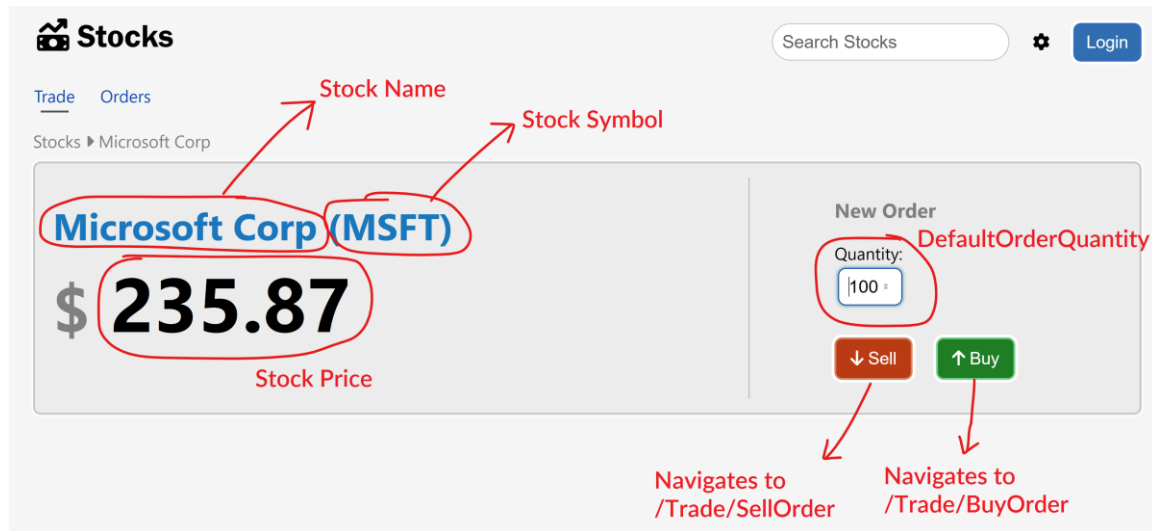 Stocks
Search Stocks
Login
Trade Orders
Stock Name
Stock Symbol
Stocks Microsoft Corp
Microsoft Corp (MSFT)
New Order
DefaultOrderQuantity
Quantity:
100
$ 235.87
Sell
Buy
Stock Price
Navigates to
/Trade/SellOrder
Navigates to
/Trade/BuyOrder